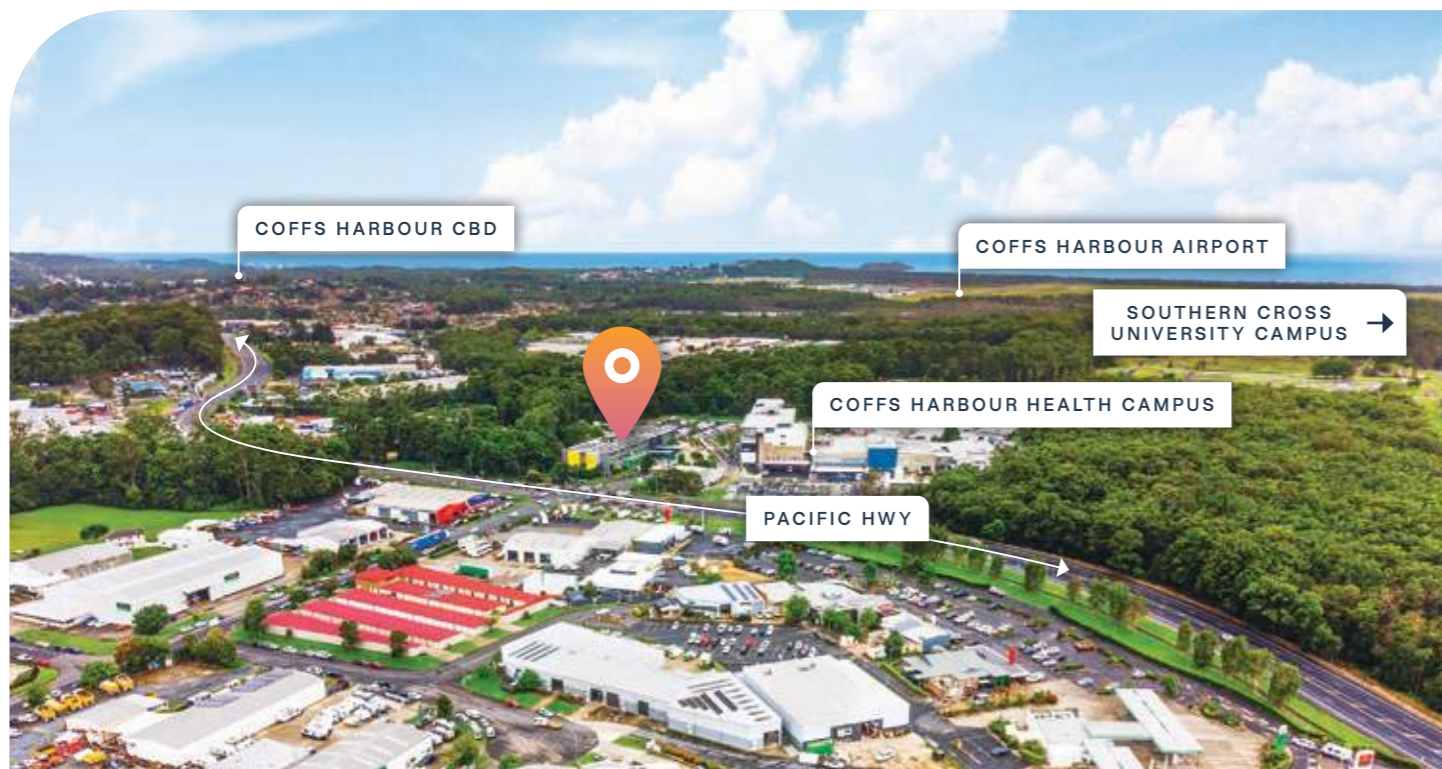 COFFS HARBOUR CBD
COFFS HARBOUR AIRPORT
SOUTHERN CROSS
UNIVERSITY CAMPUS
COFFS HARBOUR HEALTH CAMPUS
PACIFIC HWY